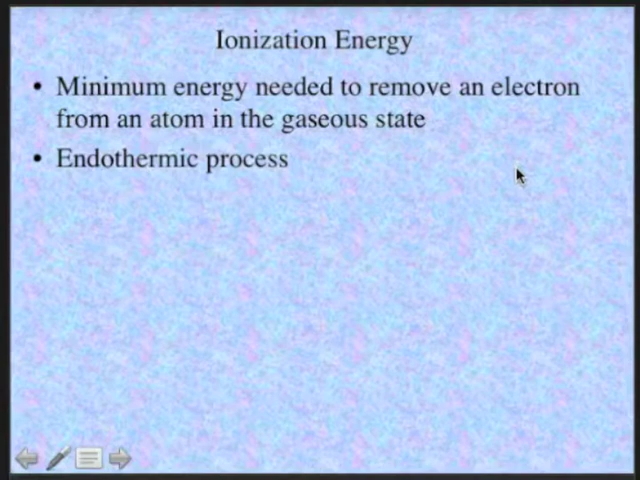 Ionization Energy
• Minimum energy needed to remove an electron
from an atom in the gaseous state
• Endothermic process